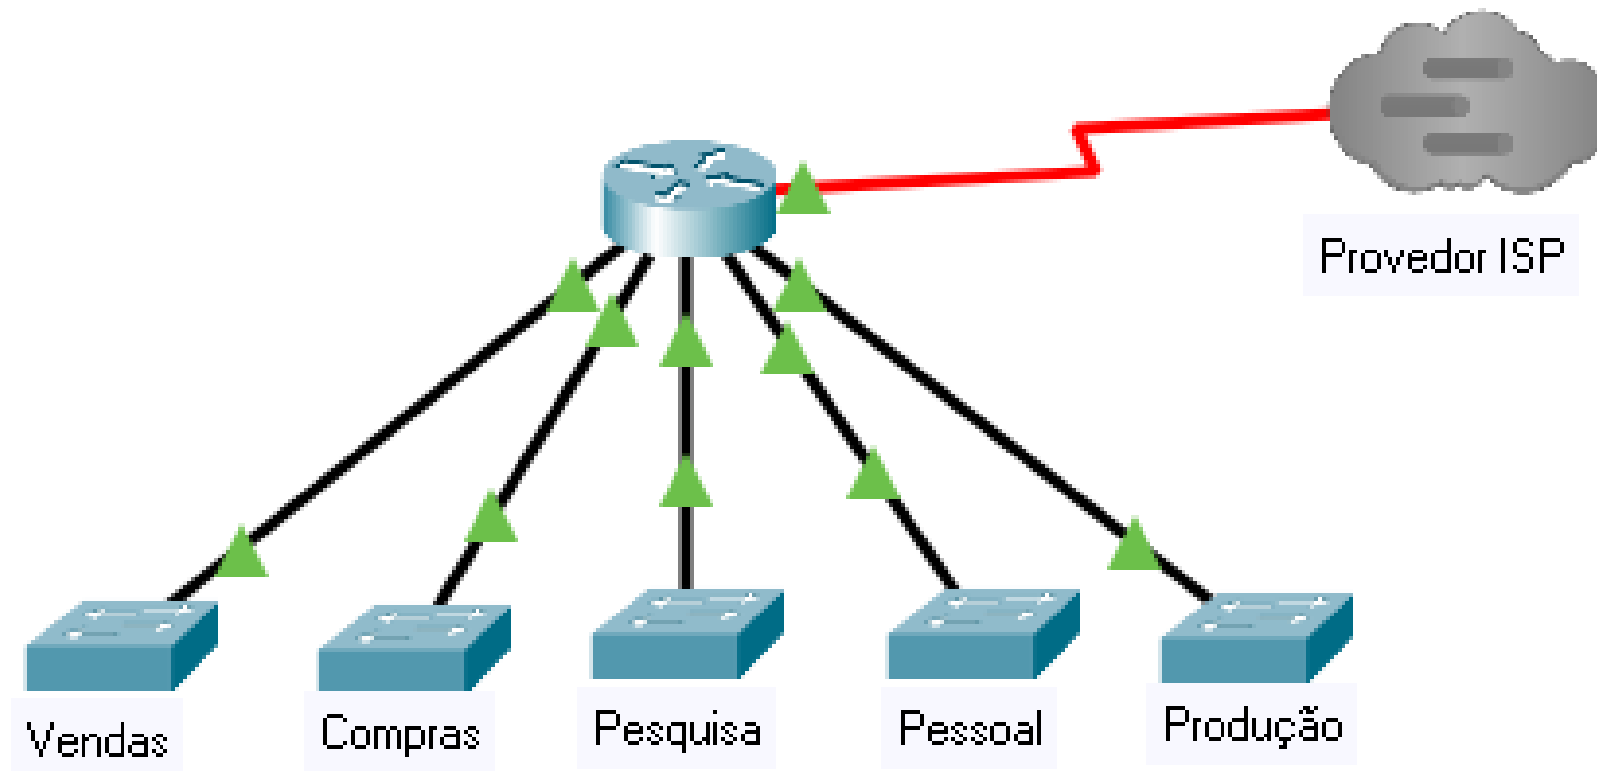 Provedor ISP
Vendas
Compras
Pesquisa
Pessoal
Produção